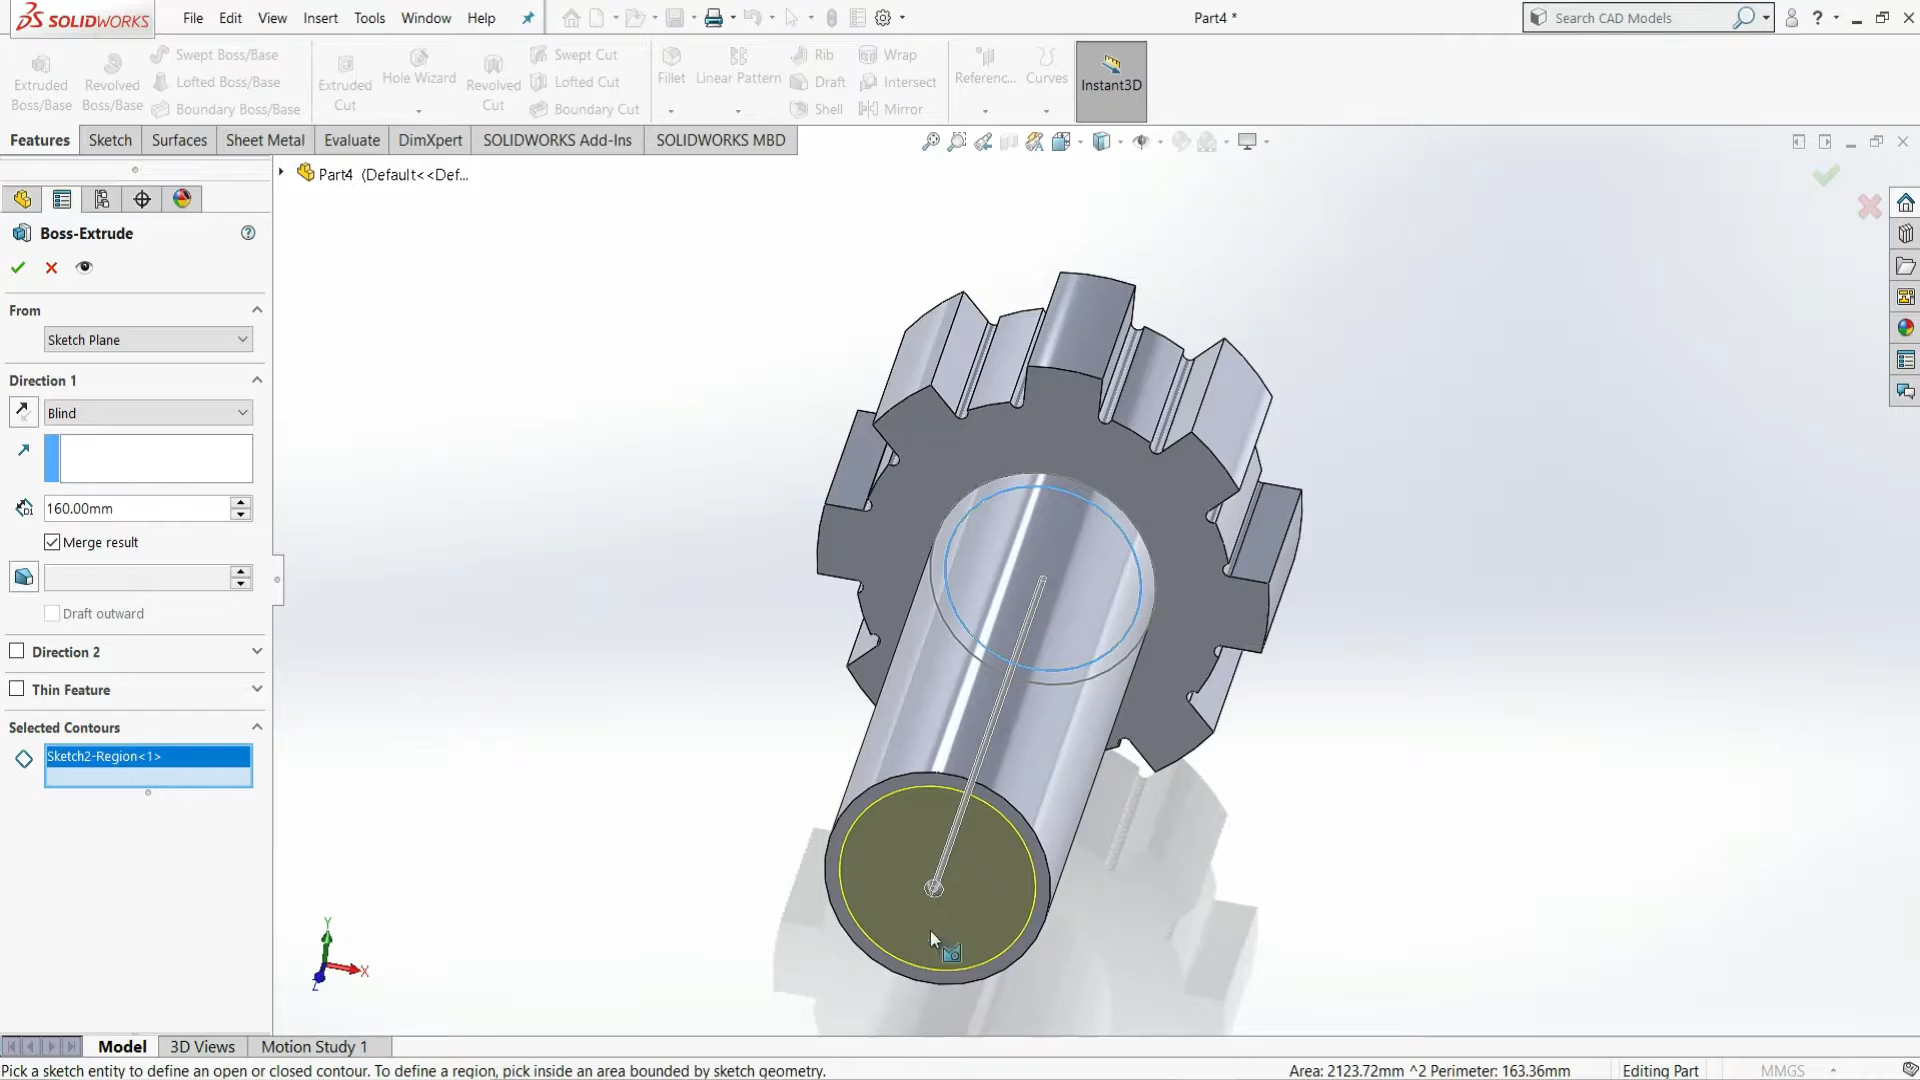 SOLIDWORKS
File Edit View Insert Tools Window Help
Part4 *
Search CAD Models
Extruded Boss/Base
Revolved Boss/Base
Swept Boss/Base
Lofted Boss/Base
Boundary Boss/Base
Extruded Cut
Hole Wizard
Revolved Cut
Swept Cut
Lofted Cut
Boundary Cut
Fillet
Linear Pattern
Rib
Draft
Shell
Wrap
Intersect
Mirror
Referenc...
Curves
Instant3D
Features Sketch Surfaces Sheet Metal Evaluate DimXpert SOLIDWORKS Add-Ins SOLIDWORKS MBD
Part4 (Default<<Def...
Boss-Extrude
From
Sketch Plane
Direction 1
Blind
D1
160.00mm
Merge result
Draft outward
Direction 2
Thin Feature
Selected Contours
Sketch2-Region<1>
Y
X
Z
Model 3D Views Motion Study 1
Pick a sketch entity to define an open or closed contour. To define a region, pick inside an area bounded by sketch geometry.
Area: 2123.72mm ^2 Perimeter: 163.36mm
Editing Part
MMGS